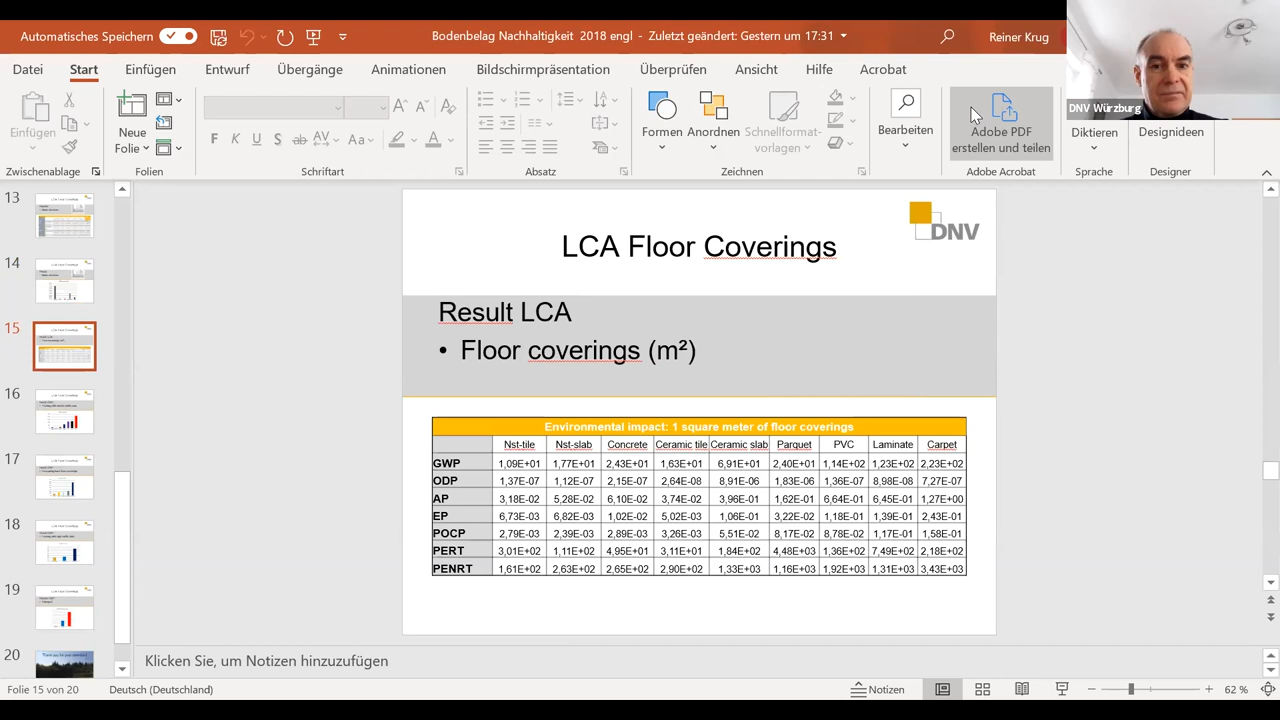 Automatisches Speichern
Bodenbelag Nachhaltigkeit 2018 engl - Zuletzt geändert: Gestern um 17:31
Reiner Krug
Datei Start Einfügen Entwurf Übergänge Animationen Bildschirmpräsentation Überprüfen Ansicht Hilfe Acrobat
DNV Würzburg
Einfügen
Neue
Folie
F K U S ab AV Aa A
Formen Anordnen Schnellformat-
vorlagen
Bearbeiten
Adobe PDF
erstellen und teilen
Diktieren
Designideen
Zwischenablage Folien Schriftart Absatz Zeichnen Adobe Acrobat Sprache Designer
13
14
15
16
17
18
19
20
DNV
LCA Floor Coverings
Result LCA
• Floor coverings (m²)
Environmental impact: 1 square meter of floor coverings
Nst-tile Nst-slab Concrete Ceramic tile Ceramic slab Parquet PVC Laminate Carpet
GWP 1,09E+01 1,77E+01 2,43E+01 1,63E+01 6,91E+01 2,40E+01 1,14E+02 1,23E+02 2,23E+02
ODP 1,37E-07 1,12E-07 2,15E-07 2,64E-08 8,91E-06 1,83E-06 1,36E-07 8,98E-08 7,27E-07
AP 3,18E-02 5,28E-02 6,10E-02 3,74E-02 3,96E-01 1,62E-01 6,64E-01 6,45E-01 1,27E+00
EP 6,73E-03 6,82E-03 1,02E-02 5,02E-03 1,06E-01 3,22E-02 1,18E-01 1,39E-01 2,43E-01
POCP 2,79E-03 2,39E-03 2,89E-03 3,26E-03 5,51E-02 8,17E-02 8,78E-02 1,17E-01 1,58E-01
PERT 3,01E+02 1,11E+02 4,95E+01 3,11E+01 1,84E+02 4,48E+03 1,36E+02 7,49E+02 2,18E+02
PENRT 1,61E+02 2,63E+02 2,65E+02 2,90E+02 1,33E+03 1,16E+03 1,92E+03 1,31E+03 3,43E+03
Klicken Sie, um Notizen hinzuzufügen
Folie 15 von 20 Deutsch (Deutschland) Notizen 62 %